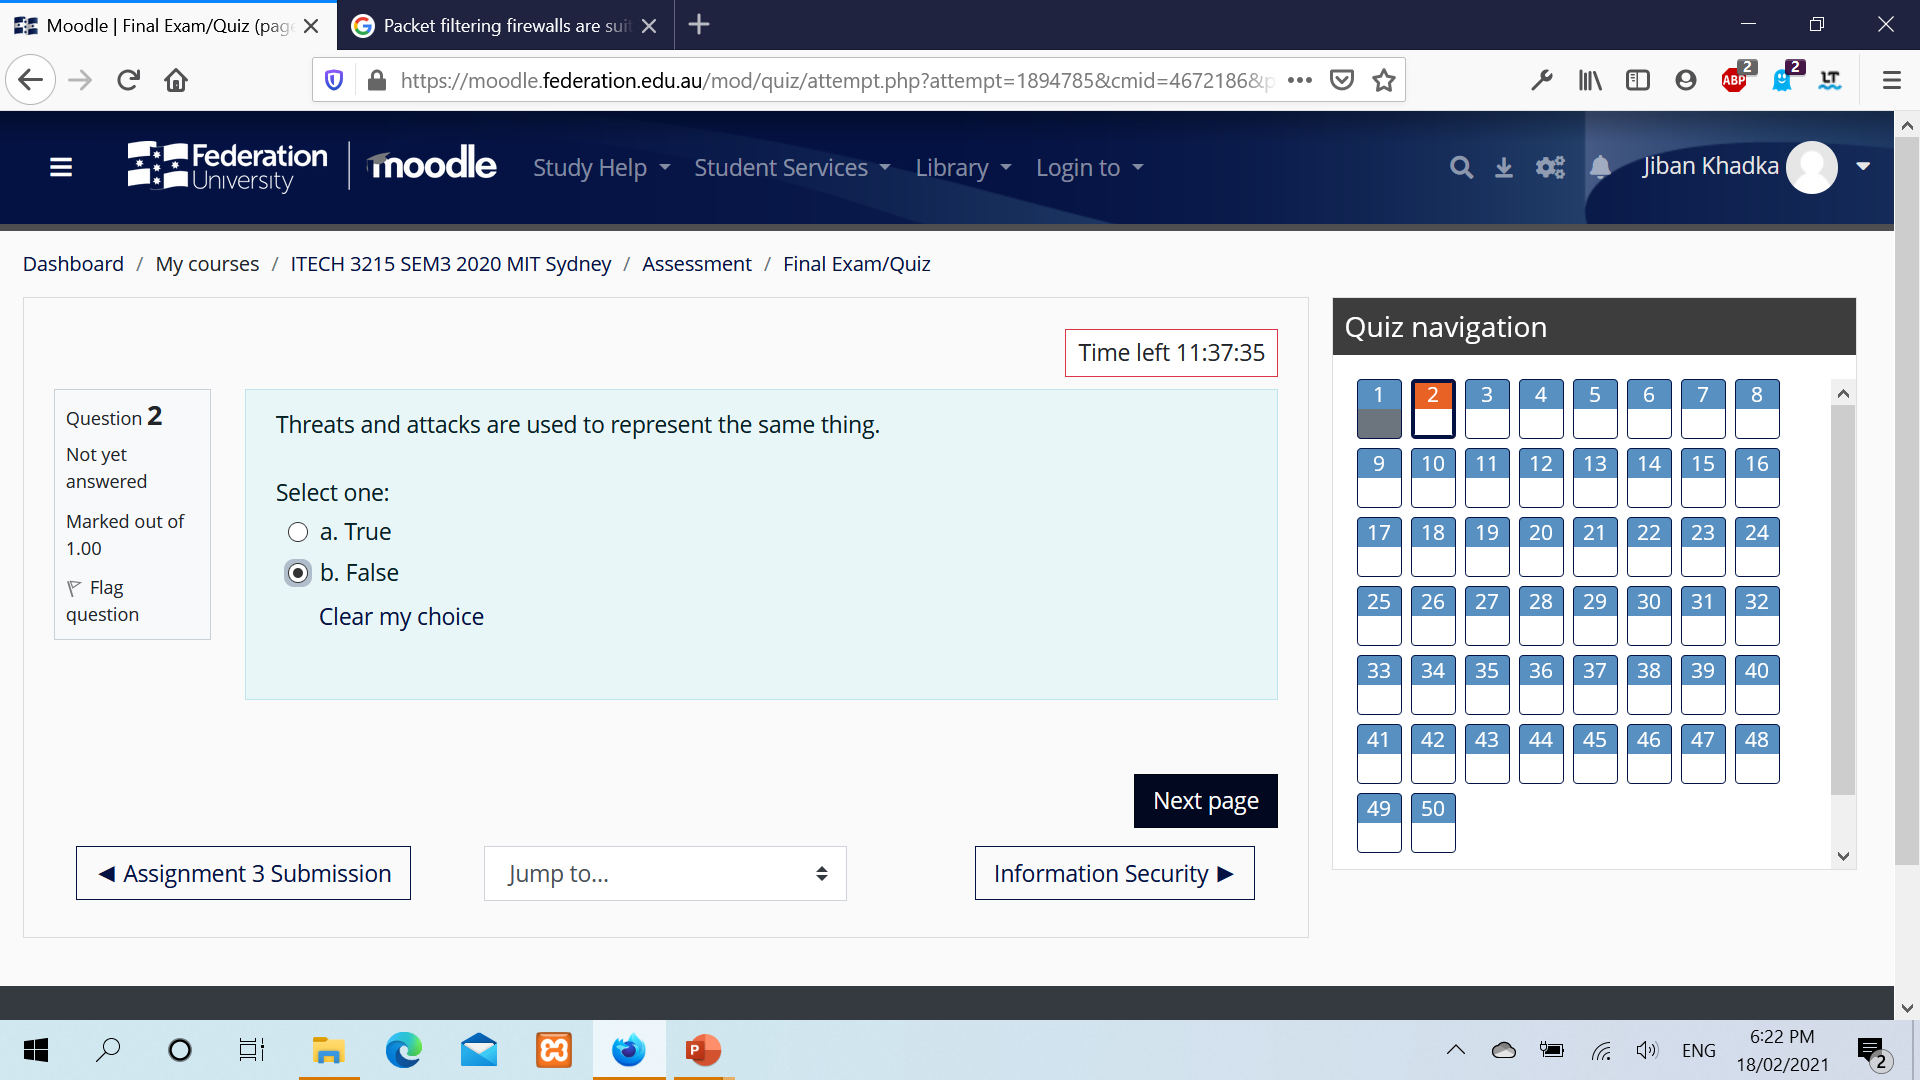 Moodle | Final Exam/Quiz (pag
Packet filtering firewalls are sui
https://moodle.federation.edu.au/mod/quiz/attempt.php?attempt=1894785&cmid=4672186&p
ABP
2
2
LT
Federation
University
moodle
Study Help
Student Services
Library
Login to
Jiban Khadka
Dashboard / My courses / ITECH 3215 SEM3 2020 MIT Sydney / Assessment / Final Exam/Quiz
Time left 11:37:35
Question 2
Not yet
answered
Marked out of
1.00
Flag
question
Threats and attacks are used to represent the same thing.
Select one:
a. True
b. False
Clear my choice
Next page
◀ Assignment 3 Submission
Jump to...
Information Security ▶
Quiz navigation
1 2 3 4 5 6 7 8
9 10 11 12 13 14 15 16
17 18 19 20 21 22 23 24
25 26 27 28 29 30 31 32
33 34 35 36 37 38 39 40
41 42 43 44 45 46 47 48
49 50
P
ENG
6:22 PM
18/02/2021
2